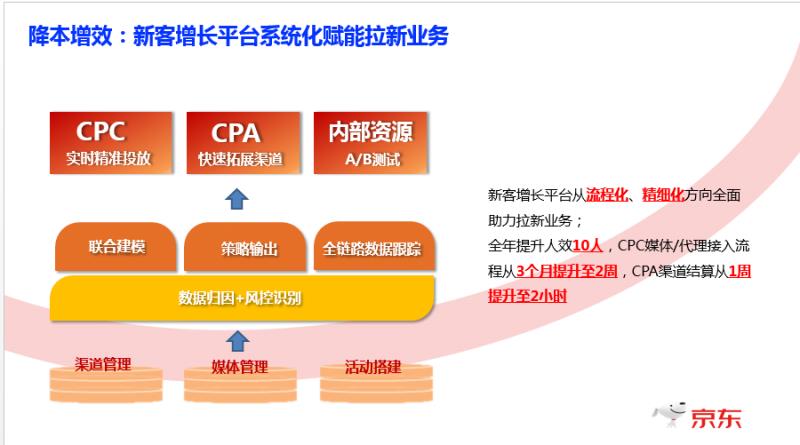 降本增效：新客增长平台系统化赋能拉新业务
CPC
实时精准投放
CPA
快速拓展渠道
内部资源
A/B测试
联合建模
策略输出
全链路数据跟踪
数据归因+风控识别
渠道管理
媒体管理
活动搭建
新客增长平台从流程化、精细化方向全面
助力拉新业务；
全年提升人效10人，CPC媒体/代理接入流
程从3个月提升至2周，CPA渠道结算从1周
提升至2小时
京东